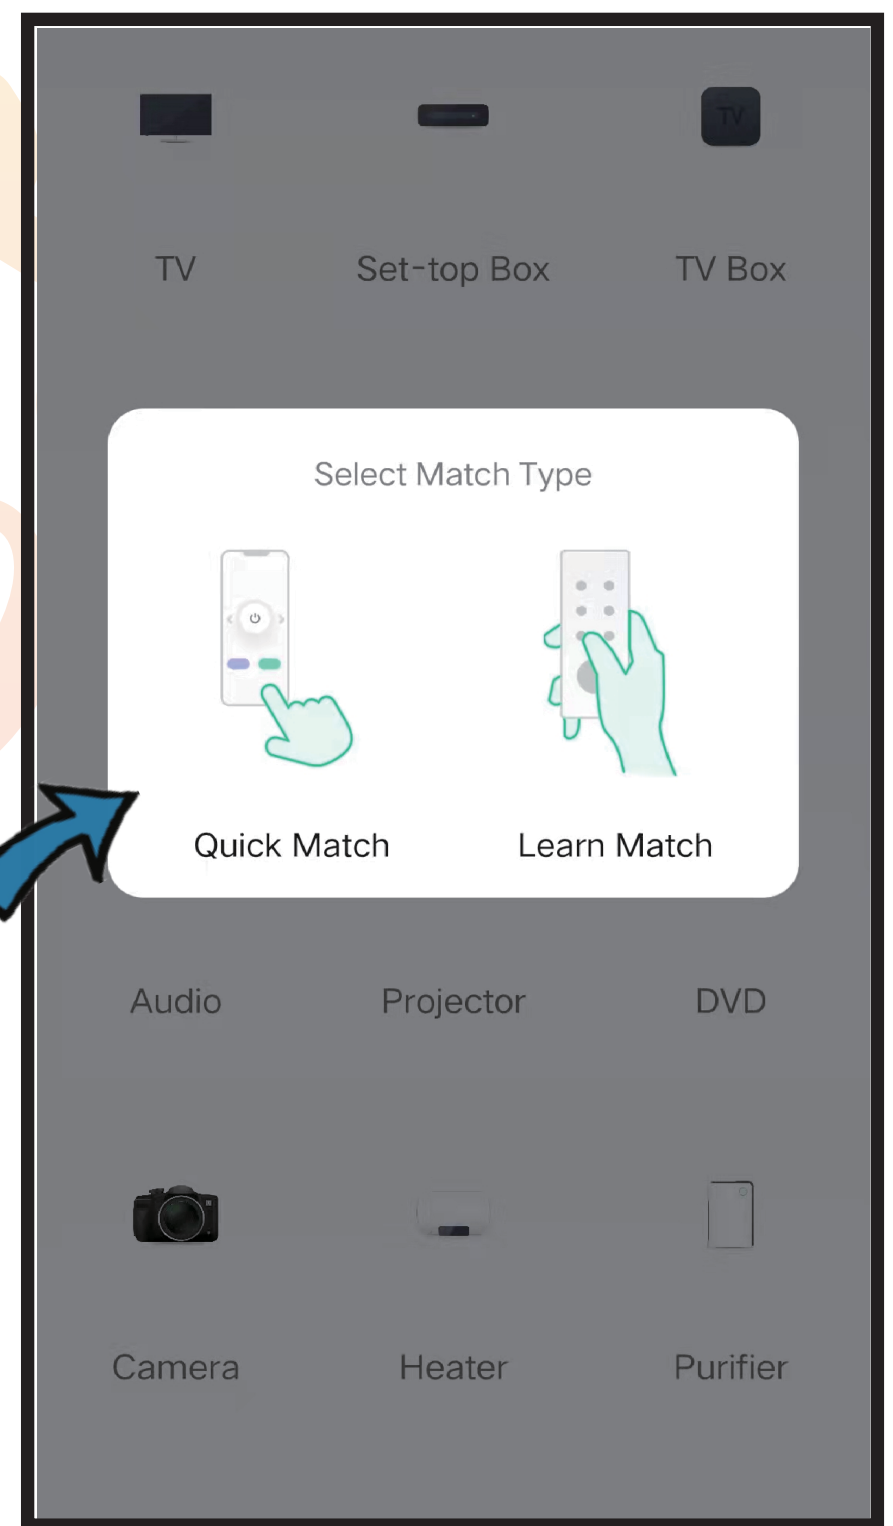 TV
TV Set-top Box TV Box
Select Match Type
Quick Match Learn Match
Audio Projector DVD
Camera Heater Purifier